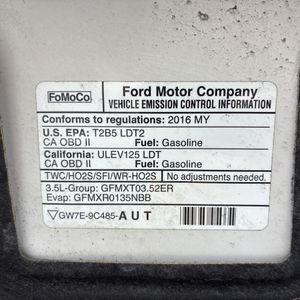 FoMoCo
Ford Motor Company
VEHICLE EMISSION CONTROL INFORMATION
Conforms to regulations: 2016 MY
U.S. EPA: T2B5 LDT2
CA OBD II Fuel: Gasoline
California: ULEV125 LDT
CA OBD II Fuel: Gasoline
TWC/HO2S/SFI/WR-HO2S No adjustments needed.
3.5L-Group: GFMXT03.52ER
Evap: GFMXR0135NBB
GW7E-9C485-AUT